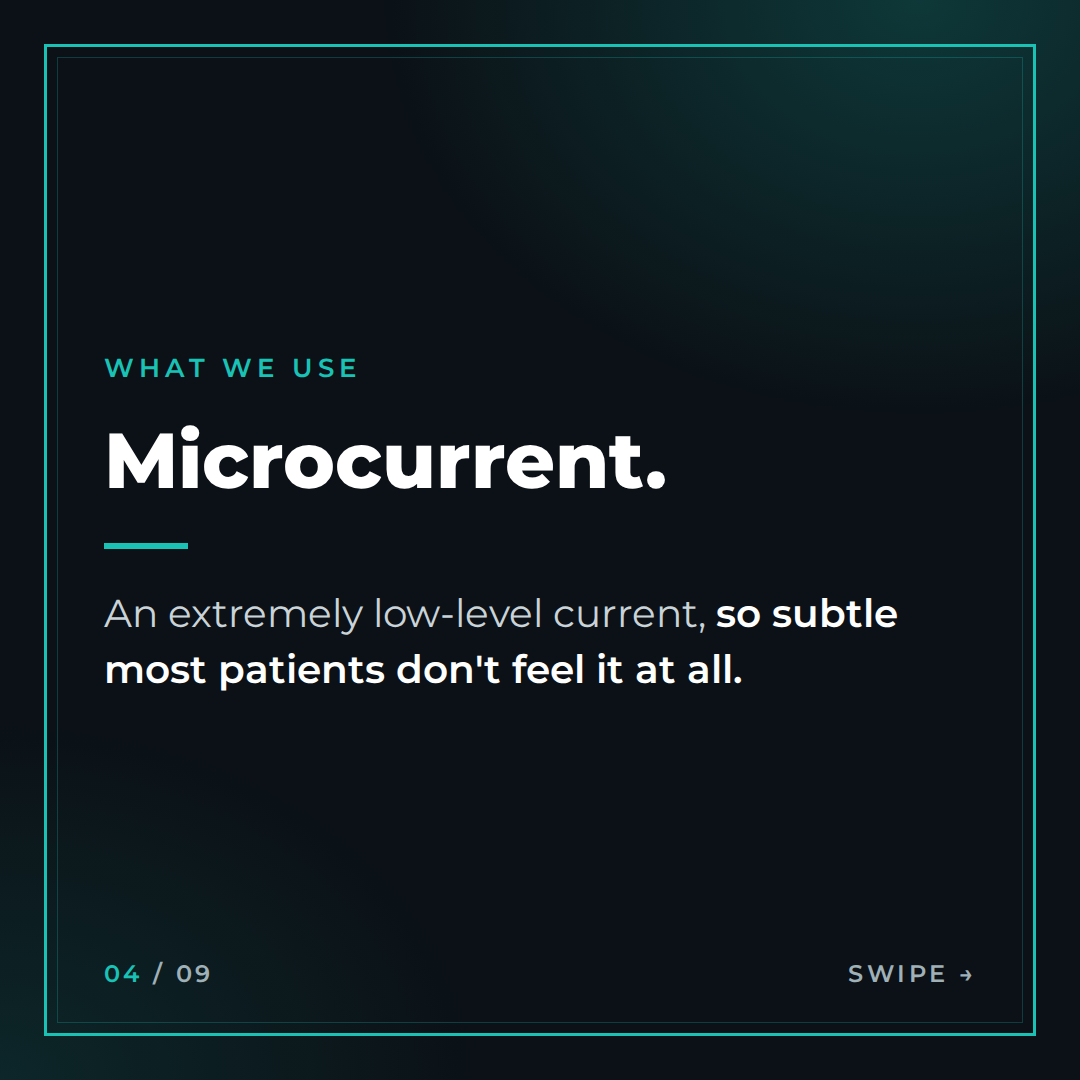 WHAT WE USE
Microcurrent.
An extremely low-level current, so subtle
most patients don't feel it at all.
04 / 09
SWIPE →